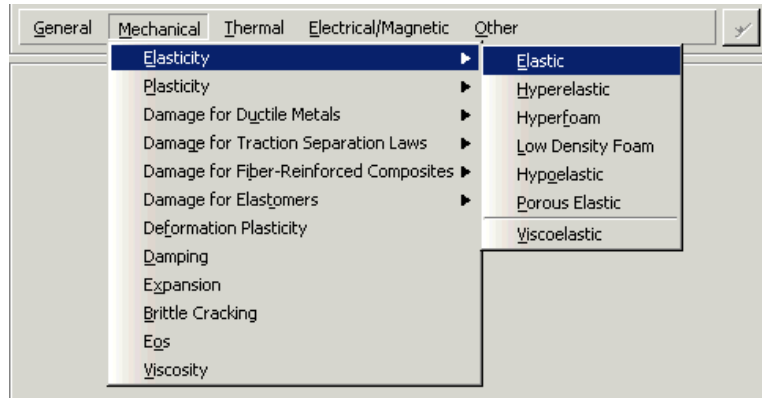 General Mechanical Thermal Electrical/Magnetic Other
Elasticity
Plasticity
Damage for Ductile Metals
Damage for Traction Separation Laws
Damage for Fiber-Reinforced Composites
Damage for Elastomers
Deformation Plasticity
Damping
Expansion
Brittle Cracking
Eos
Viscosity
Elastic
Hyperelastic
Hyperfoam
Low Density Foam
Hypoelastic
Porous Elastic
Viscoelastic